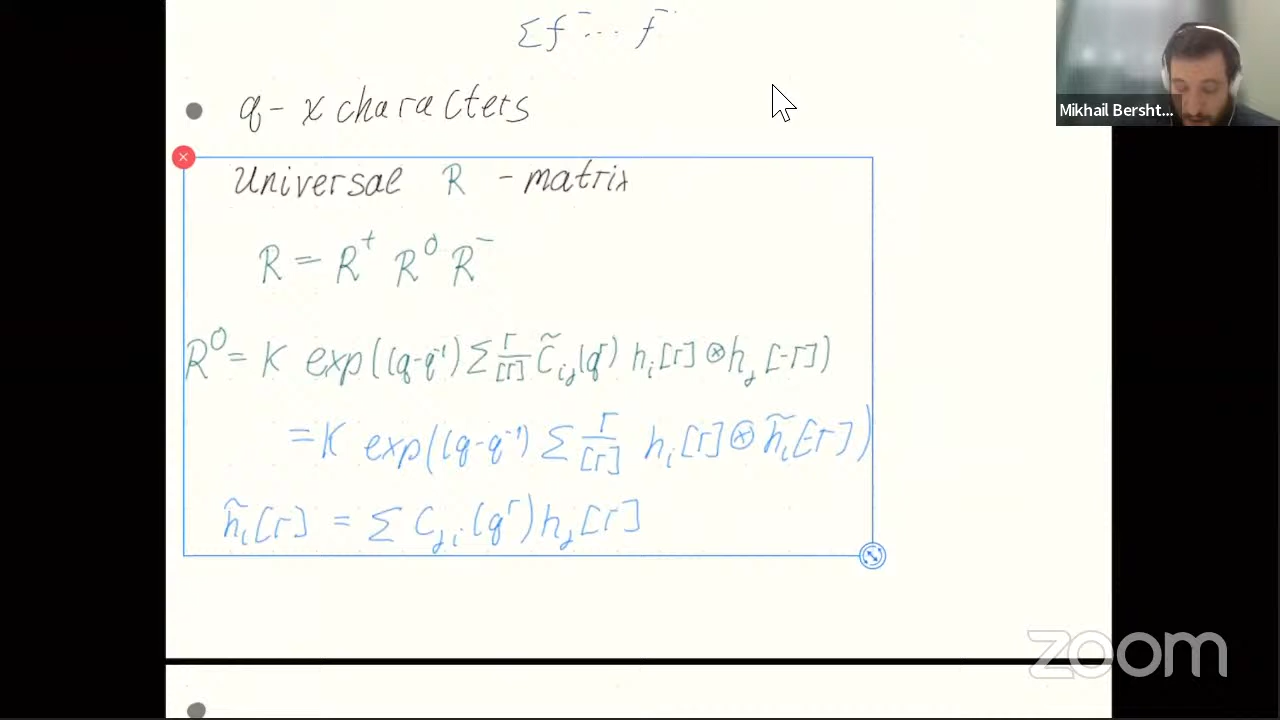 Σ f⁻ ... f⁻
Mikhail Bersht...
q - χ characters
Universal R - matrix
R = R⁺ R⁰ R⁻
R⁰ = K exp((q-q⁻¹) Σ r/[r] C̃ᵢⱼ(qʳ) hᵢ[r] ⊗ hⱼ[-r])
= K exp((q-q⁻¹) Σ r/[r] hᵢ[r] ⊗ h̃ᵢ[-r])
h̃ᵢ[r] = Σ Cⱼᵢ(qʳ) hⱼ[r]
zoom